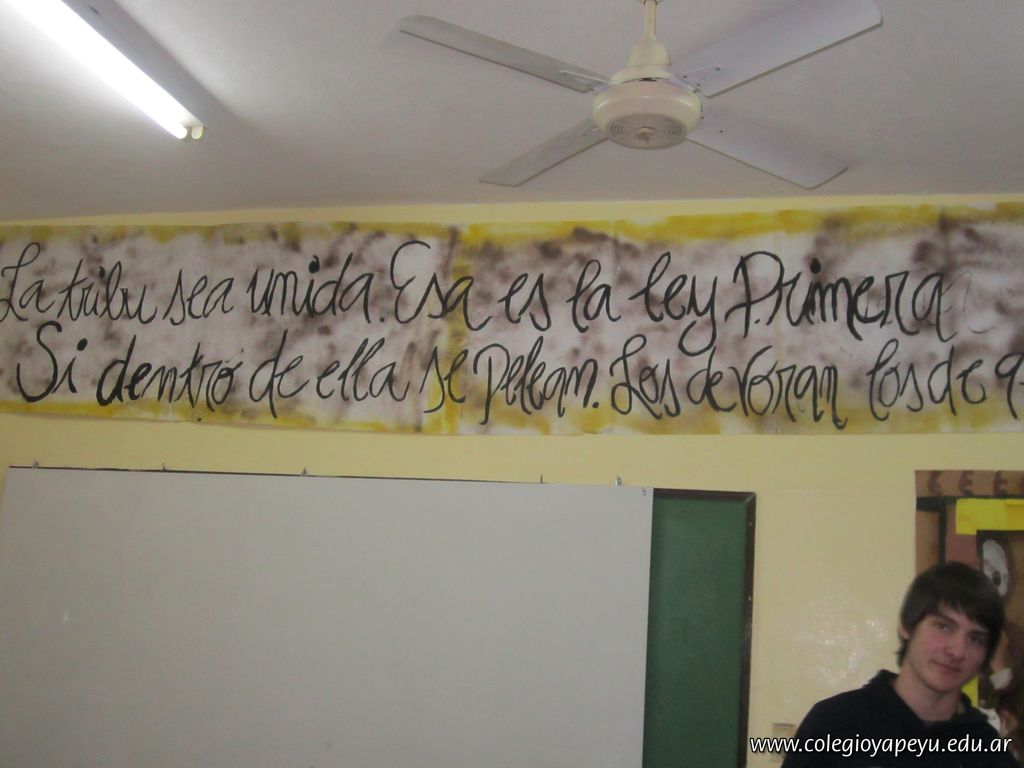 La tribu sea unida. Esa es la ley Primera
Si dentro de ella se Pelean. Los devoran los de
www.colegioyapeyu.edu.ar